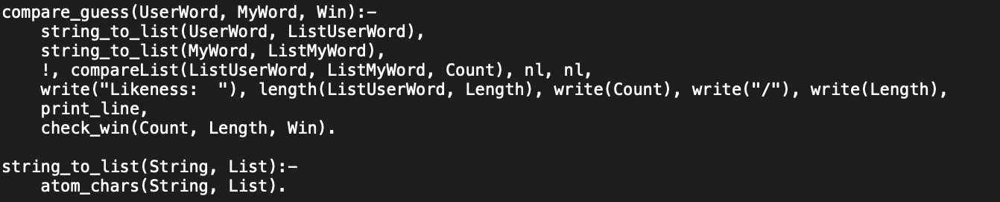 compare_guess(UserWord, MyWord, Win):-
    string_to_list(UserWord, ListUserWord),
    string_to_list(MyWord, ListMyWord),
    !, compareList(ListUserWord, ListMyWord, Count), nl, nl,
    write("Likeness:  "), length(ListUserWord, Length), write(Count), write("/"), write(Length),
    print_line,
    check_win(Count, Length, Win).

string_to_list(String, List):-
    atom_chars(String, List).